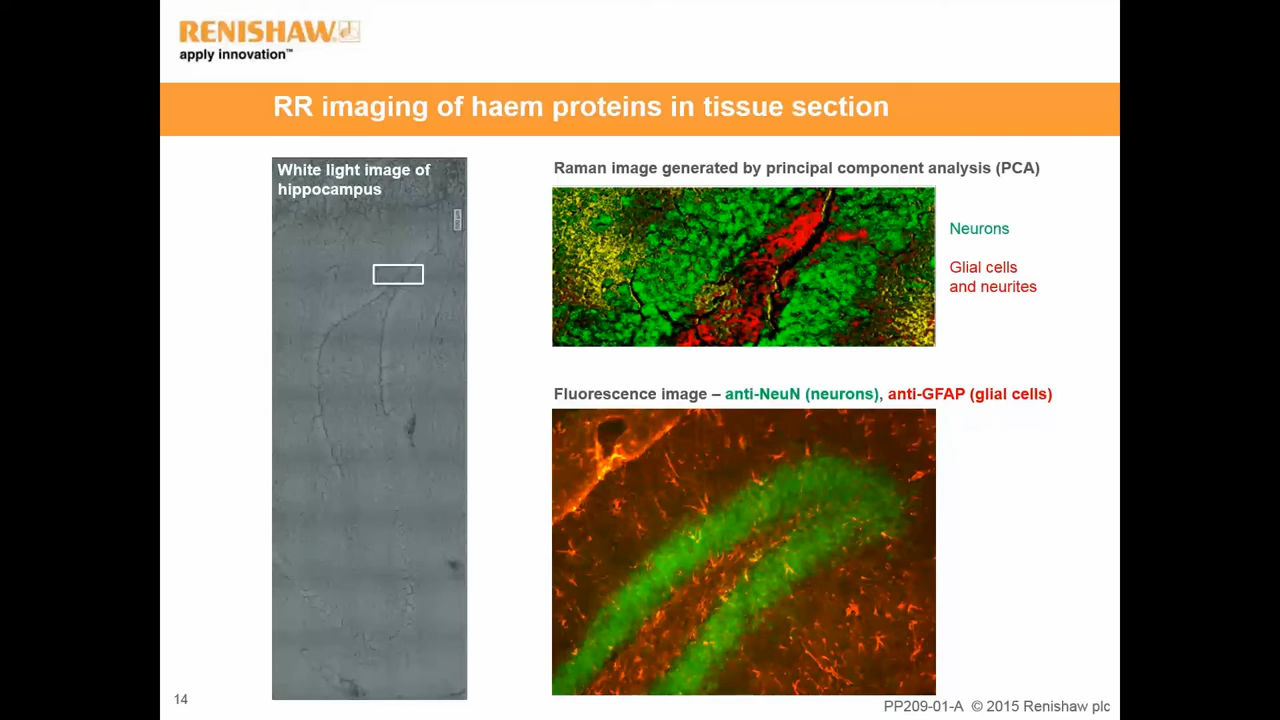 RENISHAW
apply innovation™
RR imaging of haem proteins in tissue section
White light image of
hippocampus
Raman image generated by principal component analysis (PCA)
Neurons
Glial cells
and neurites
Fluorescence image – anti-NeuN (neurons), anti-GFAP (glial cells)
14
PP209-01-A © 2015 Renishaw plc